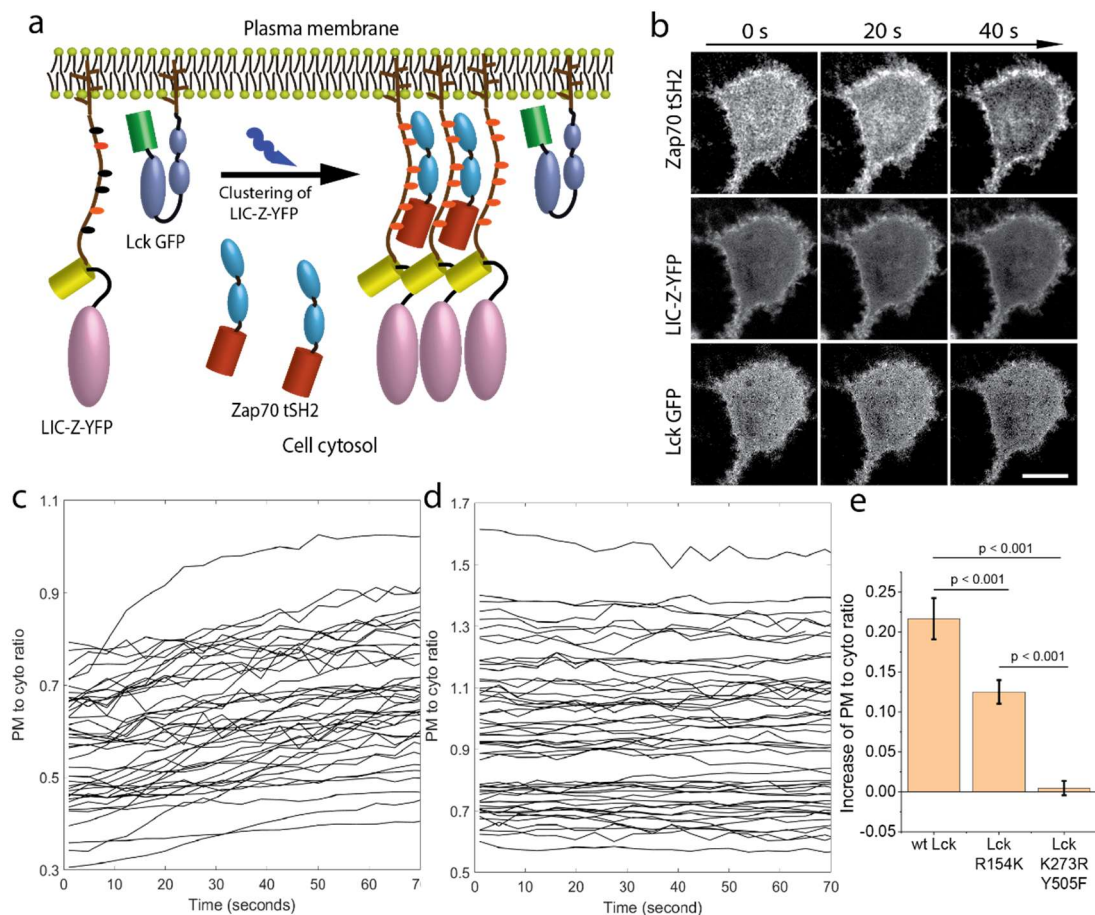 a
Plasma membrane
Lck GFP
Clustering of
LIC-Z-YFP
Zap70 tSH2
LIC-Z-YFP
Cell cytosol
b
0 s 20 s 40 s
Zap70 tSH2
LIC-Z-YFP
Lck GFP
c
1.1
0.9
0.7
0.5
0.3
PM to cyto ratio
0 10 20 30 40 50 60 70
Time (seconds)
d
1.7
1.5
1.3
1.1
0.9
0.7
0.5
PM to cyto ratio
0 10 20 30 40 50 60 70
Time (second)
e
p < 0.001
p < 0.001
p < 0.001
0.25
0.20
0.15
0.10
0.05
0.00
-0.05
Increase of PM to cyto ratio
wt Lck
Lck
R154K
Lck
K273R
Y505F